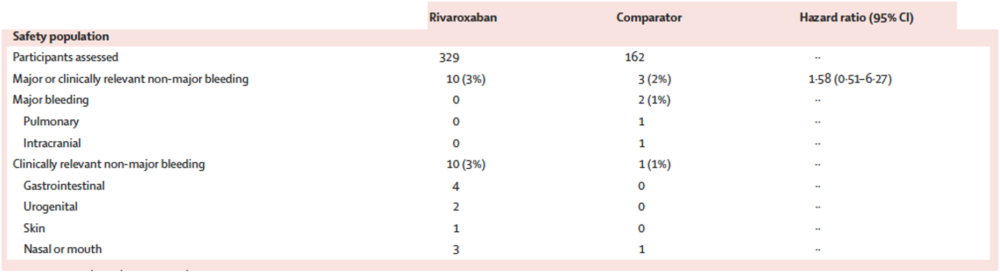 Rivaroxaban Comparator Hazard ratio (95% CI)
Safety population
Participants assessed 329 162 ··
Major or clinically relevant non-major bleeding 10 (3%) 3 (2%) 1·58 (0·51–6·27)
Major bleeding 0 2 (1%) ··
Pulmonary 0 1 ··
Intracranial 0 1 ··
Clinically relevant non-major bleeding 10 (3%) 1 (1%) ··
Gastrointestinal 4 0 ··
Urogenital 2 0 ··
Skin 1 0 ··
Nasal or mouth 3 1 ··